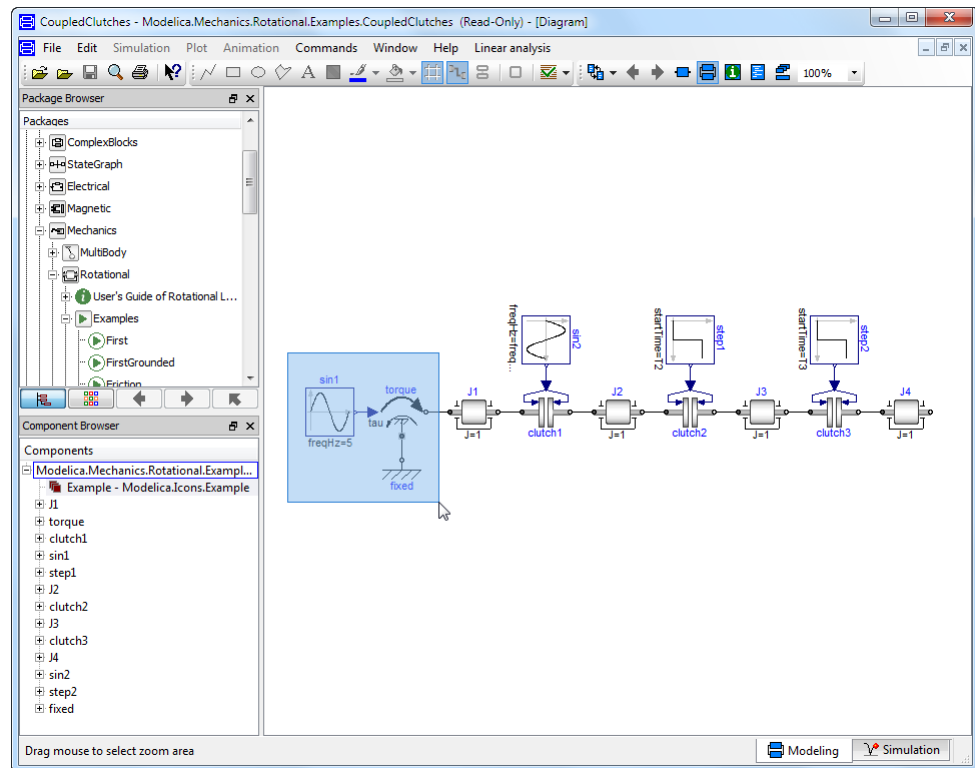 CoupledClutches - Modelica.Mechanics.Rotational.Examples.CoupledClutches (Read-Only) - [Diagram]
File Edit Simulation Plot Animation Commands Window Help Linear analysis
100%
Package Browser
Packages
ComplexBlocks
StateGraph
Electrical
Magnetic
Mechanics
MultiBody
Rotational
User's Guide of Rotational L...
Examples
First
FirstGrounded
Friction
Component Browser
Components
Modelica.Mechanics.Rotational.Exampl...
Example - Modelica.Icons.Example
J1
torque
clutch1
sin1
step1
J2
clutch2
J3
clutch3
J4
sin2
step2
fixed
freqHz=freq...
sin2
startTime=T2
step1
startTime=T3
step2
sin1
torque
tau
freqHz=5
fixed
J1
J=1
clutch1
J2
J=1
clutch2
J3
J=1
clutch3
J4
J=1
Drag mouse to select zoom area
Modeling
Simulation